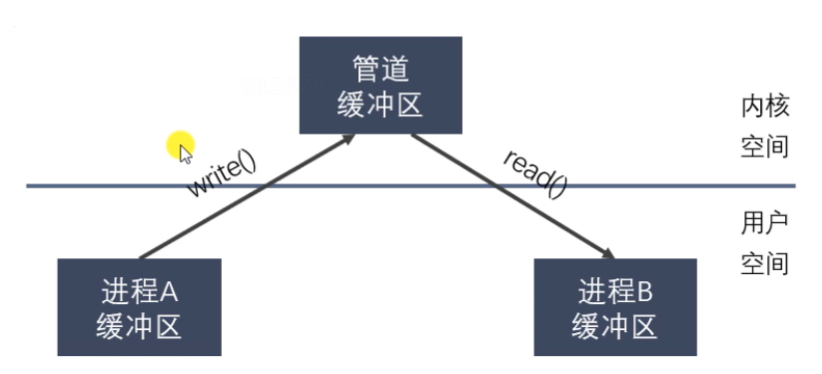 管道
缓冲区
内核
空间
write()
read()
用户
空间
进程A
缓冲区
进程B
缓冲区